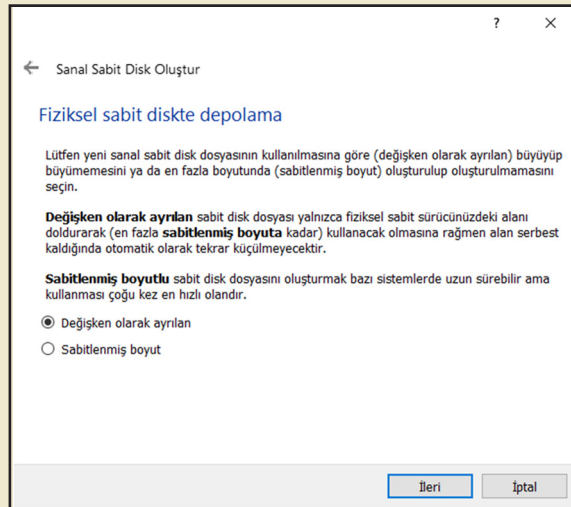 ?
Sanal Sabit Disk Oluştur
Fiziksel sabit diskte depolama
Lütfen yeni sanal sabit disk dosyasının kullanılmasına göre (değişken olarak ayrılan) büyüyüp
büyümemesini ya da en fazla boyutunda (sabitlenmiş boyut) oluşturulup oluşturulmamasını
seçin.
Değişken olarak ayrılan sabit disk dosyası yalnızca fiziksel sabit sürücünüzdeki alanı
doldurarak (en fazla sabitlenmiş boyuta kadar) kullanacak olmasına rağmen alan serbest
kaldığında otomatik olarak tekrar küçülmeyecektir.
Sabitlenmiş boyutlu sabit disk dosyasını oluşturmak bazı sistemlerde uzun sürebilir ama
kullanması çoğu kez en hızlı olandır.
Değişken olarak ayrılan
Sabitlenmiş boyut
İleri
İptal